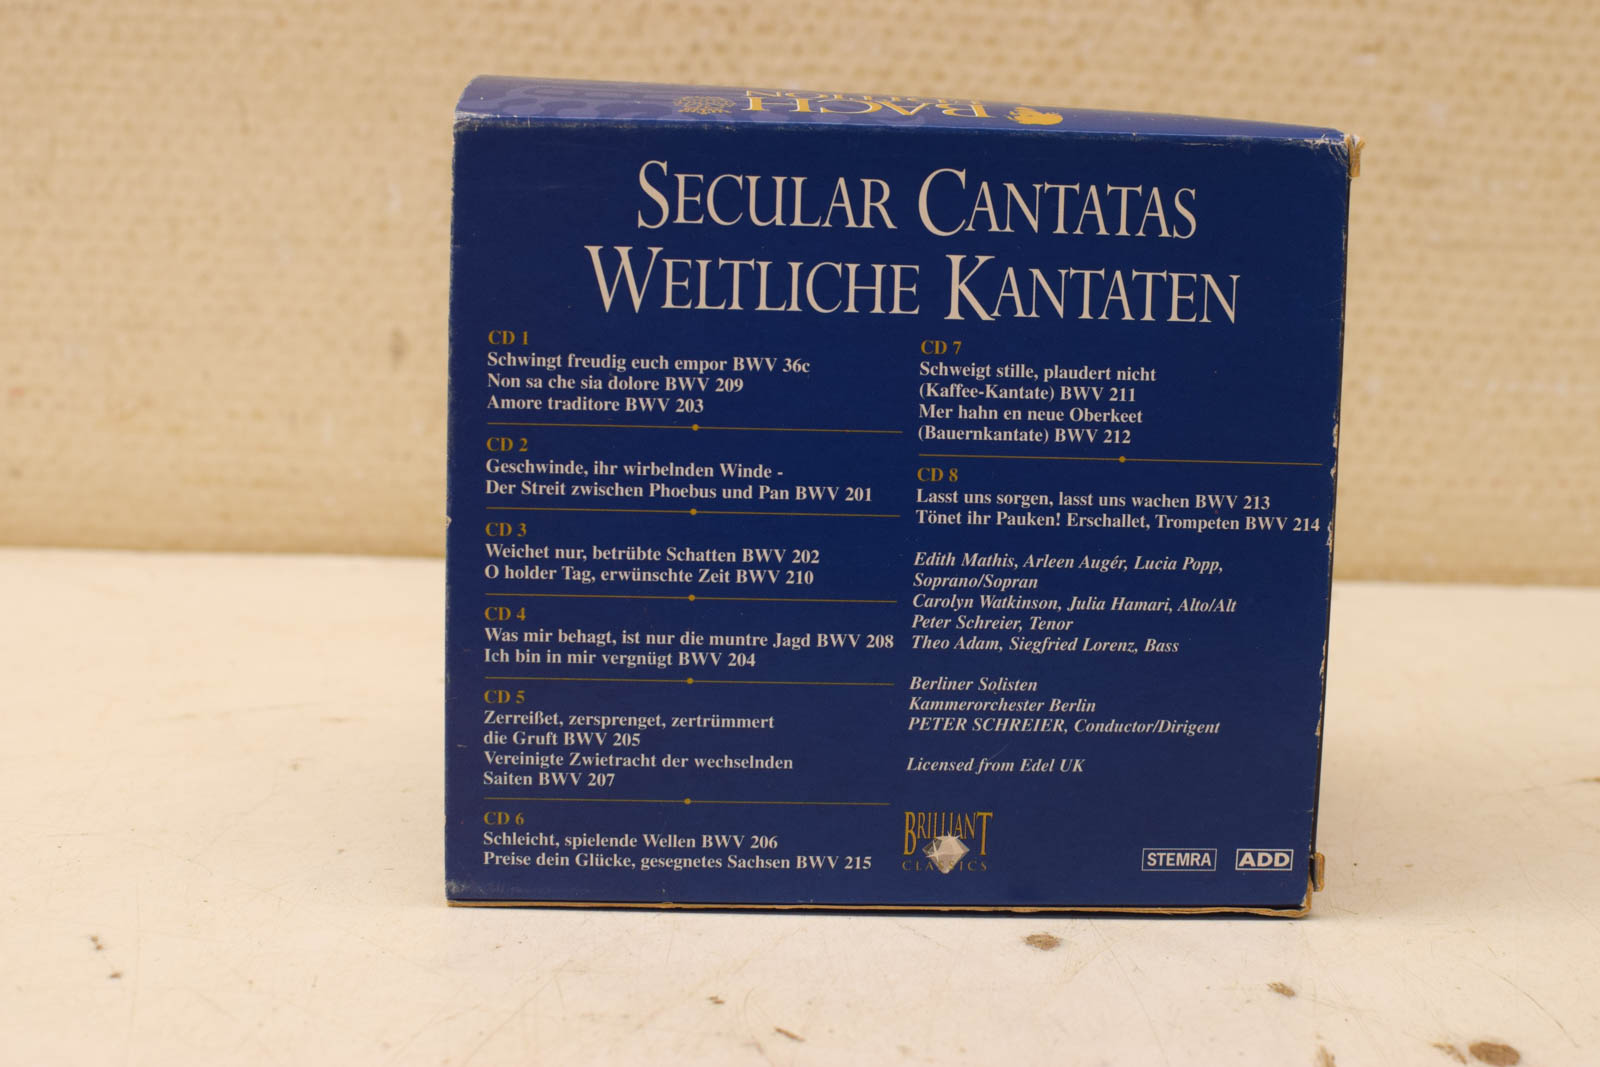 BACH
EDITION
SECULAR CANTATAS
WELTLICHE KANTATEN
CD 1
Schwingt freudig euch empor BWV 36c
Non sa che sia dolore BWV 209
Amore traditore BWV 203
CD 2
Geschwinde, ihr wirbelnden Winde -
Der Streit zwischen Phoebus und Pan BWV 201
CD 3
Weichet nur, betrübte Schatten BWV 202
O holder Tag, erwünschte Zeit BWV 210
CD 4
Was mir behagt, ist nur die muntre Jagd BWV 208
Ich bin in mir vergnügt BWV 204
CD 5
Zerreißet, zersprenget, zertrümmert
die Gruft BWV 205
Vereinigte Zwietracht der wechselnden
Saiten BWV 207
CD 6
Schleicht, spielende Wellen BWV 206
Preise dein Glücke, gesegnetes Sachsen BWV 215
CD 7
Schweigt stille, plaudert nicht
(Kaffee-Kantate) BWV 211
Mer hahn en neue Oberkeet
(Bauernkantate) BWV 212
CD 8
Lasst uns sorgen, lasst uns wachen BWV 213
Tönet ihr Pauken! Erschallet, Trompeten BWV 214
Edith Mathis, Arleen Augér, Lucia Popp,
Soprano/Sopran
Carolyn Watkinson, Julia Hamari, Alto/Alt
Peter Schreier, Tenor
Theo Adam, Siegfried Lorenz, Bass
Berliner Solisten
Kammerorchester Berlin
PETER SCHREIER, Conductor/Dirigent
Licensed from Edel UK
BRILLIANT
CLASSICS
STEMRA
ADD